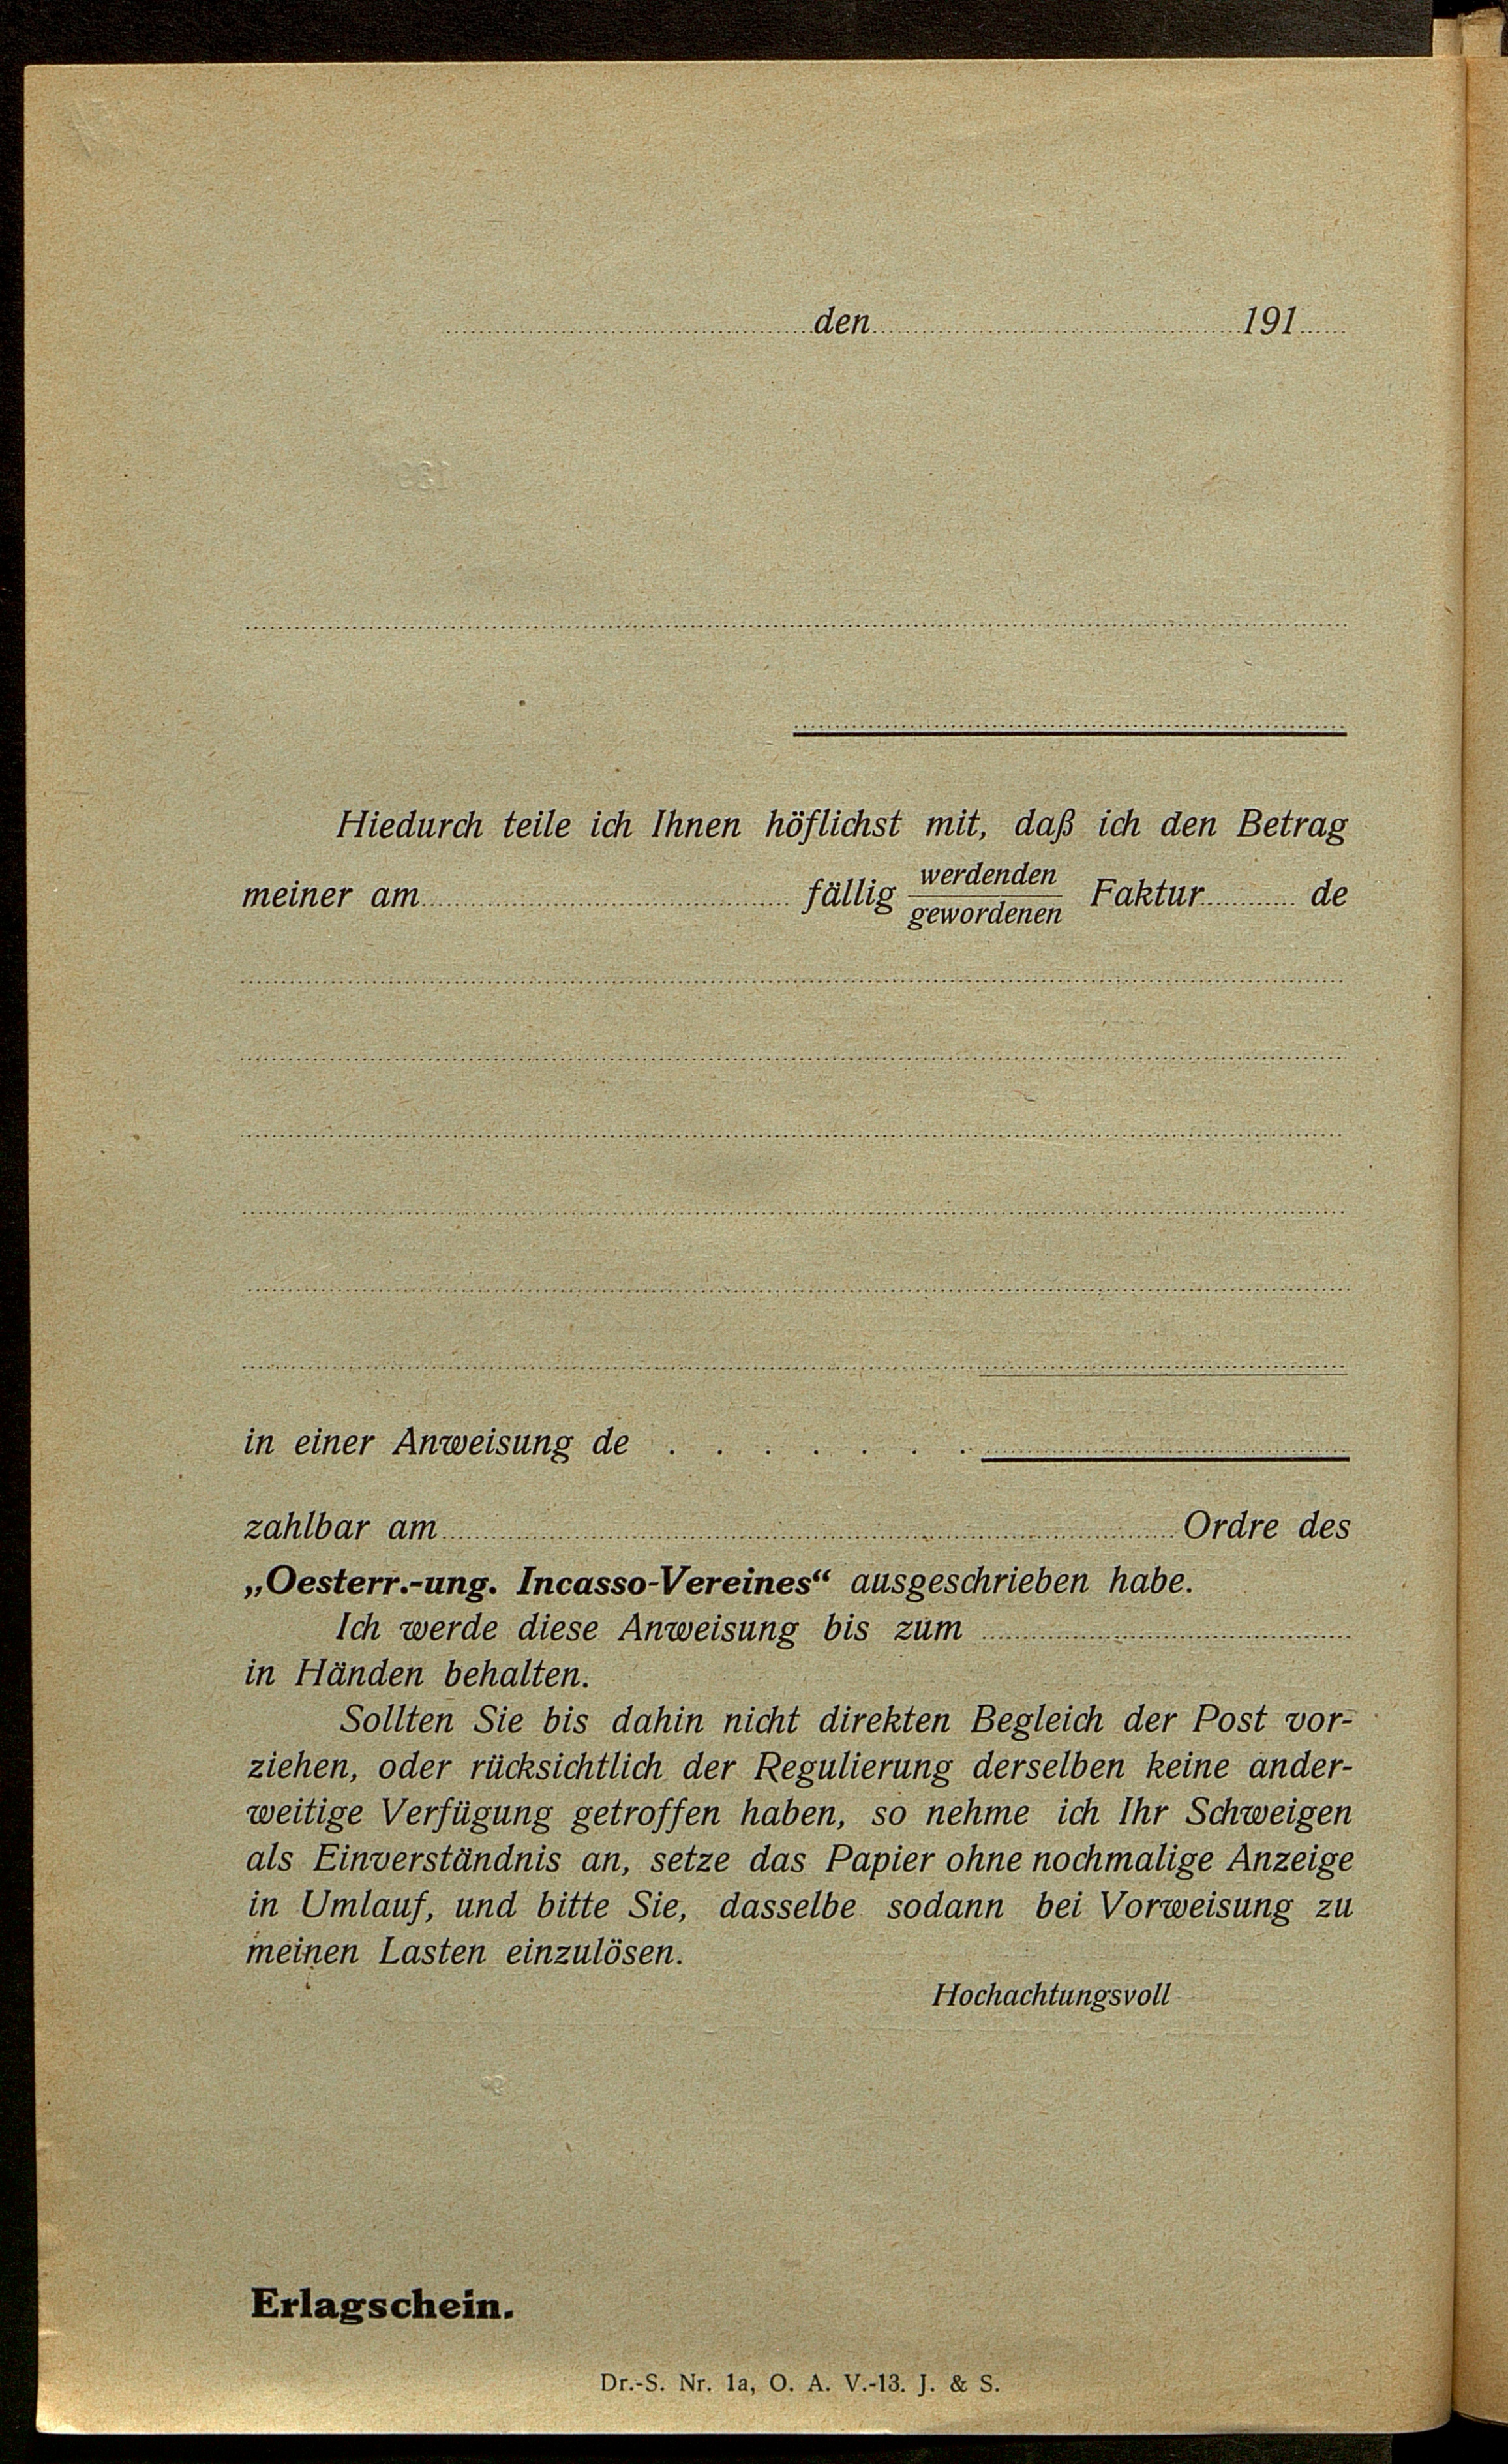 den 191
Hiedurch teile ich Ihnen höflichst mit, daß ich den Betrag
meiner am fällig werdenden/gewordenen Faktur de
in einer Anweisung de . . . . . . .
zahlbar am Ordre des
„Oesterr.-ung. Incasso-Vereines“ ausgeschrieben habe.
Ich werde diese Anweisung bis zum
in Händen behalten.
Sollten Sie bis dahin nicht direkten Begleich der Post vor-
ziehen, oder rücksichtlich der Regulierung derselben keine ander-
weitige Verfügung getroffen haben, so nehme ich Ihr Schweigen
als Einverständnis an, setze das Papier ohne nochmalige Anzeige
in Umlauf, und bitte Sie, dasselbe sodann bei Vorweisung zu
meinen Lasten einzulösen.
Hochachtungsvoll
Erlagschein.
Dr.-S. Nr. 1a, O. A. V.-13. J. & S.